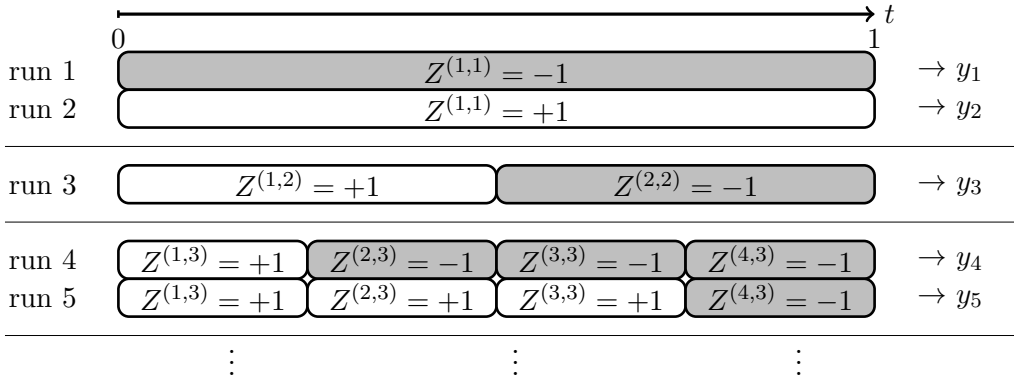 t
0 1
run 1 Z^{(1,1)} = −1 → y_1
run 2 Z^{(1,1)} = +1 → y_2
run 3 Z^{(1,2)} = +1 Z^{(2,2)} = −1 → y_3
run 4 Z^{(1,3)} = +1 Z^{(2,3)} = −1 Z^{(3,3)} = −1 Z^{(4,3)} = −1 → y_4
run 5 Z^{(1,3)} = +1 Z^{(2,3)} = +1 Z^{(3,3)} = +1 Z^{(4,3)} = −1 → y_5
⋮ ⋮ ⋮